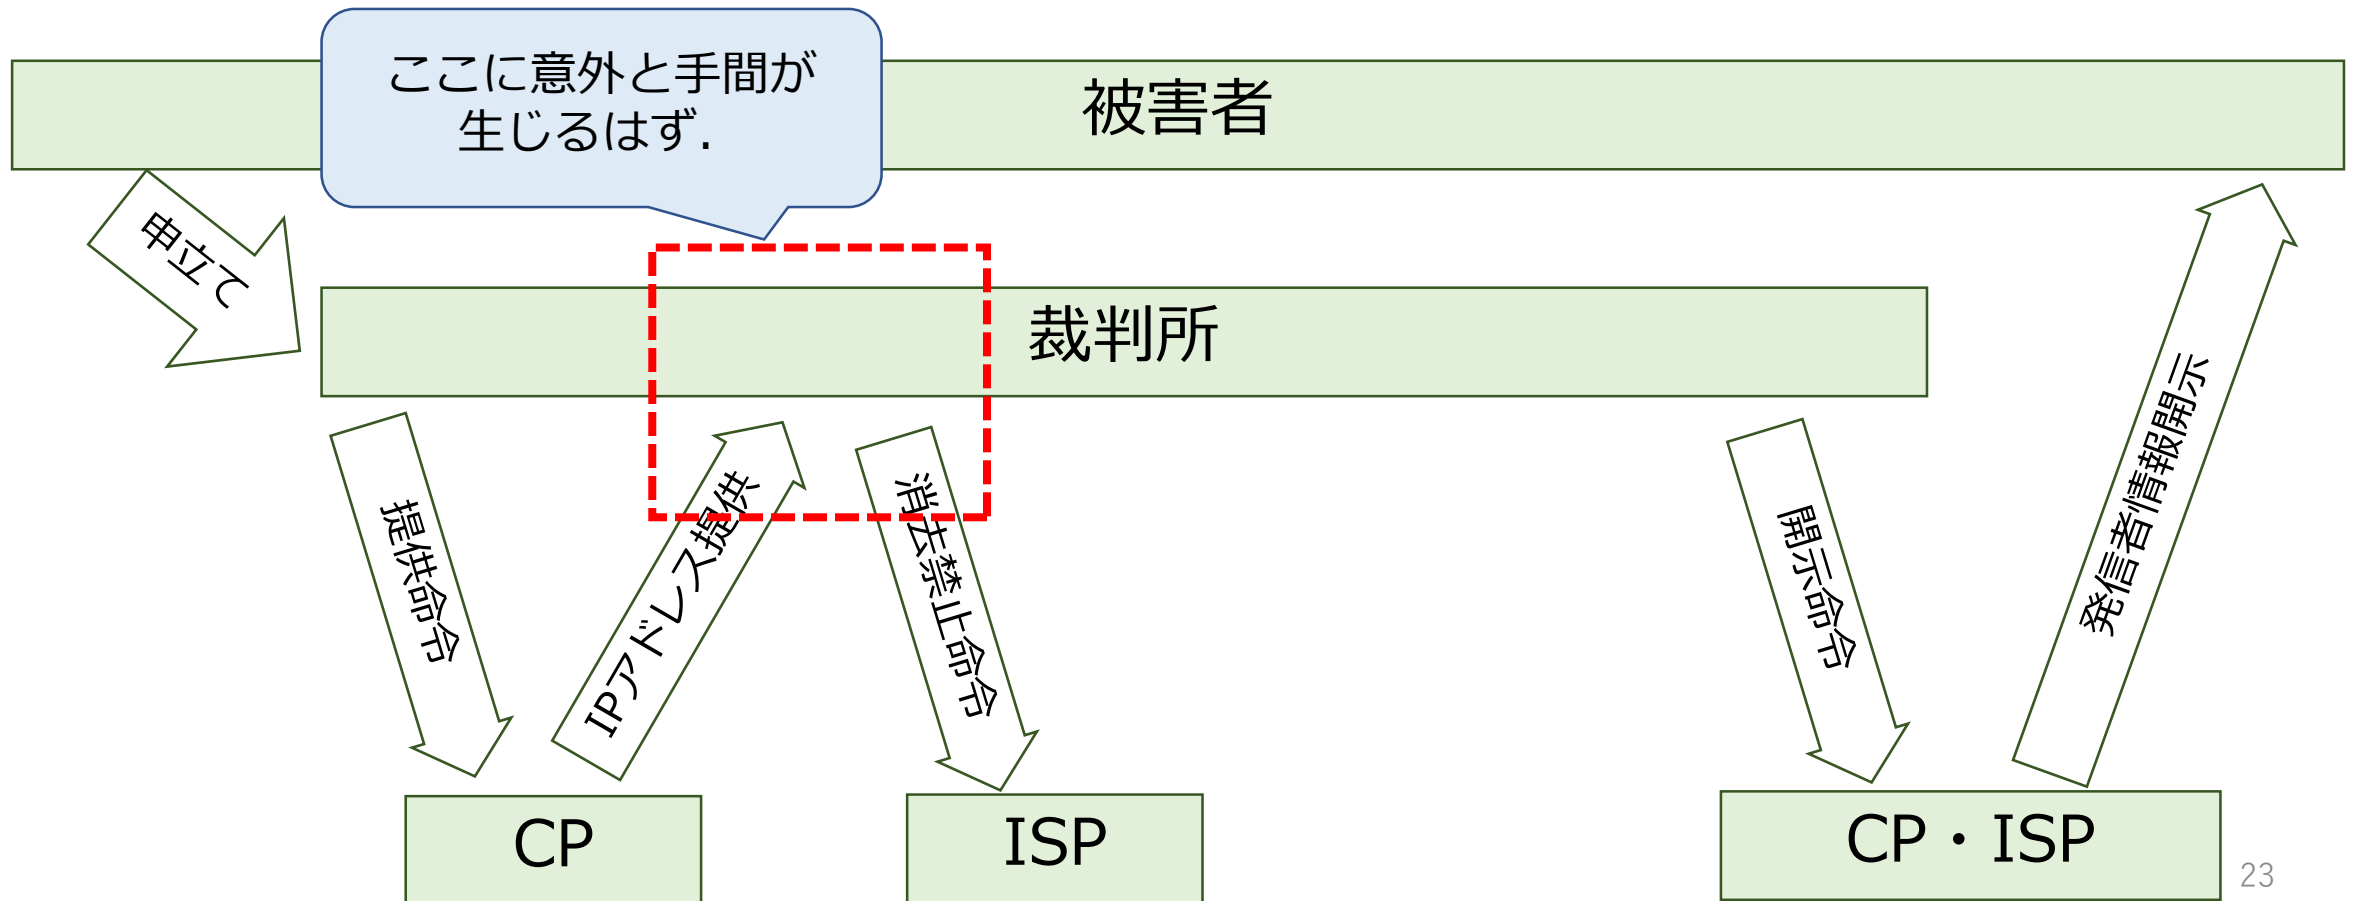 ここに意外と手間が
生じるはず.
被害者
申立て
裁判所
提供命令
IPアドレス提供
消去禁止命令
開示命令
発信者情報開示
CP
ISP
CP・ISP
23